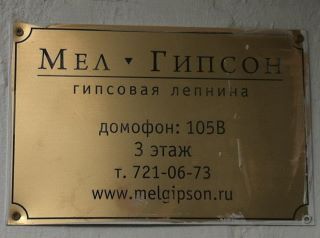 Мел ▾ Гипсон
гипсовая лепнина
домофон: 105В
3 этаж
т. 721-06-73
www.melgipson.ru